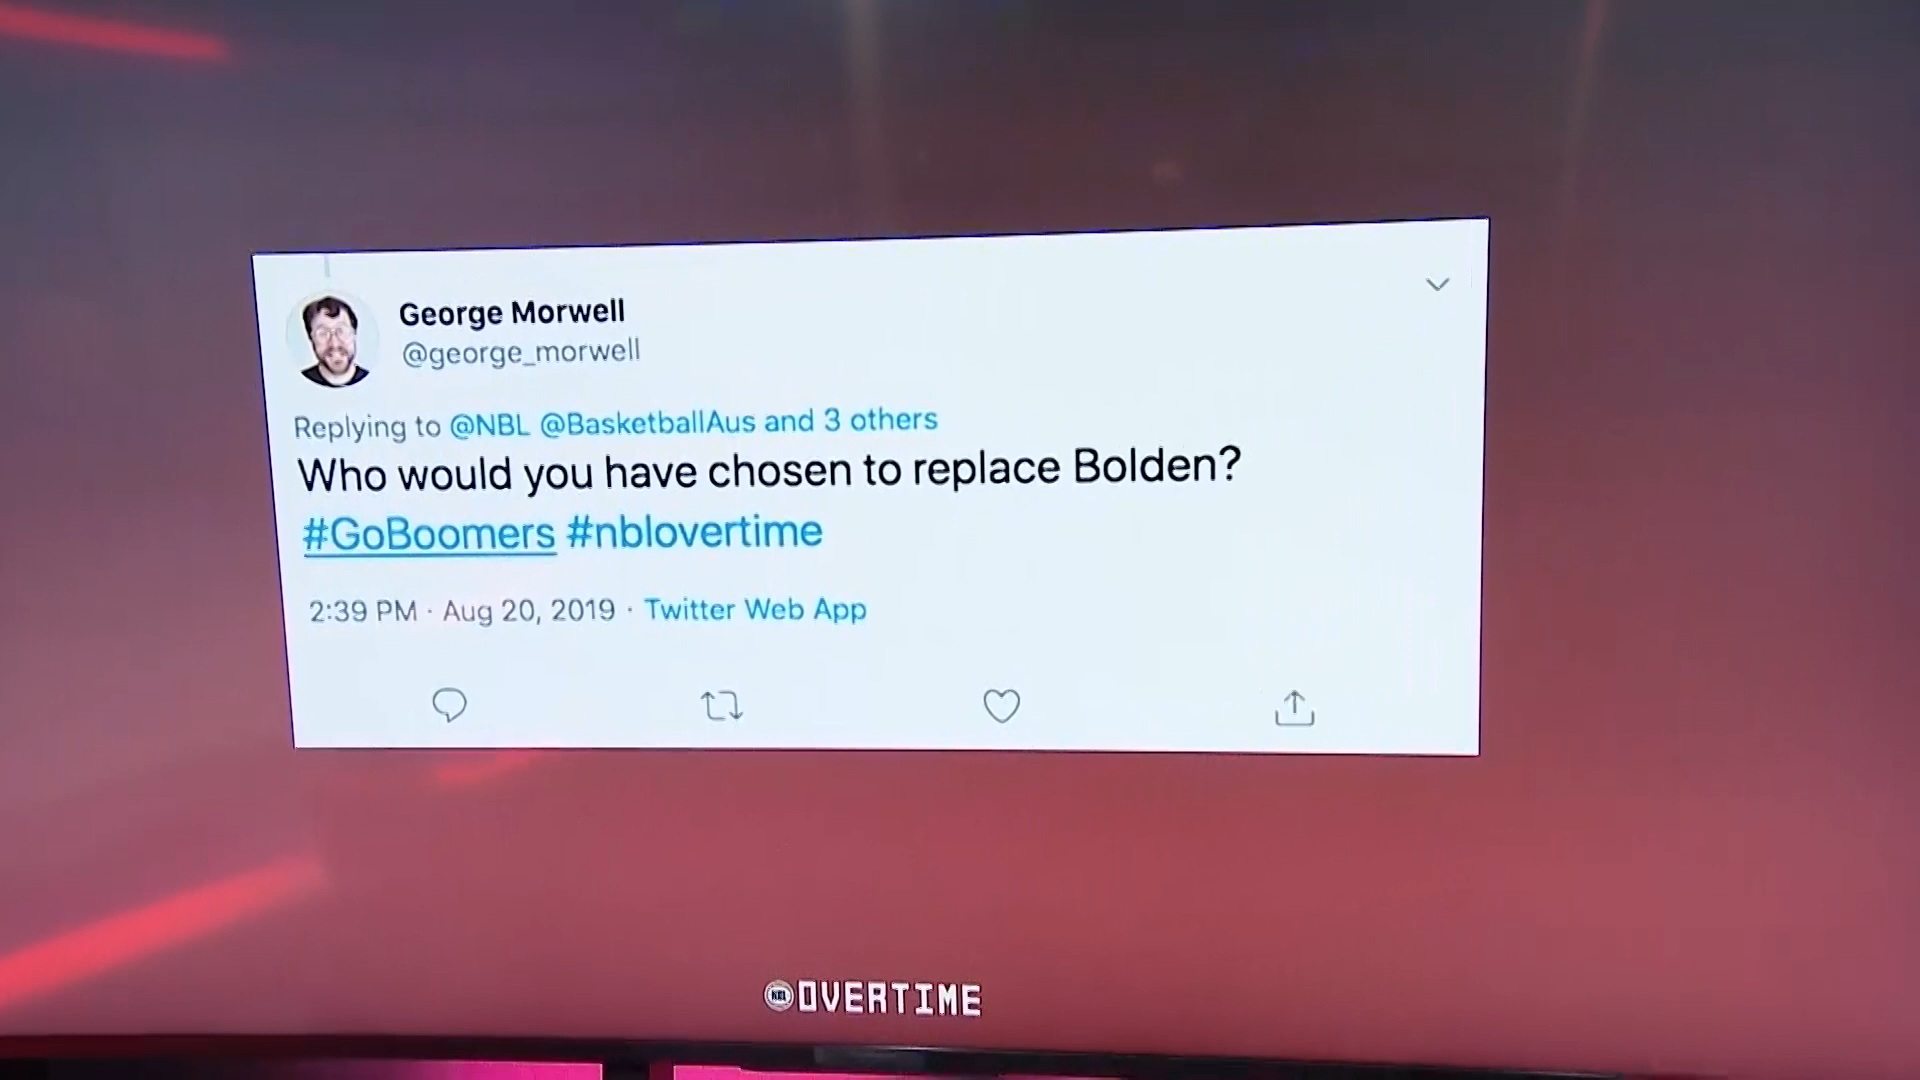 George Morwell
@george_morwell
Replying to @NBL @BasketballAus and 3 others
Who would you have chosen to replace Bolden?
#GoBoomers #nblovertime
2:39 PM · Aug 20, 2019 · Twitter Web App
NBL OVERTIME